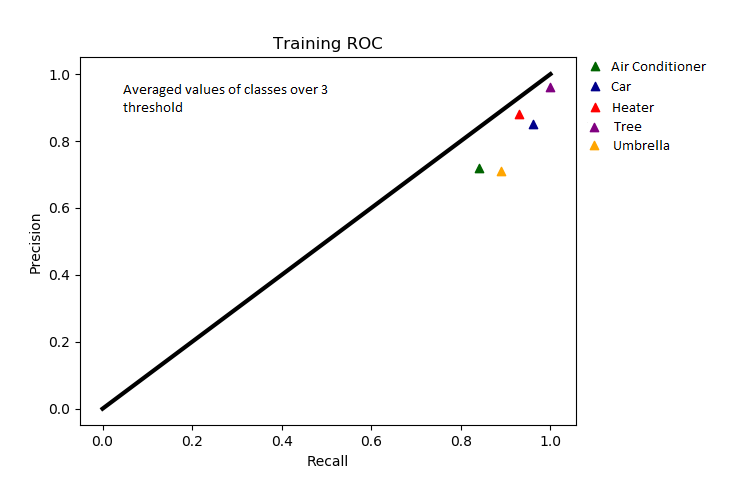 Training ROC
Averaged values of classes over 3
threshold
Air Conditioner
Car
Heater
Tree
Umbrella
Precision
1.0
0.8
0.6
0.4
0.2
0.0
0.0 0.2 0.4 0.6 0.8 1.0
Recall